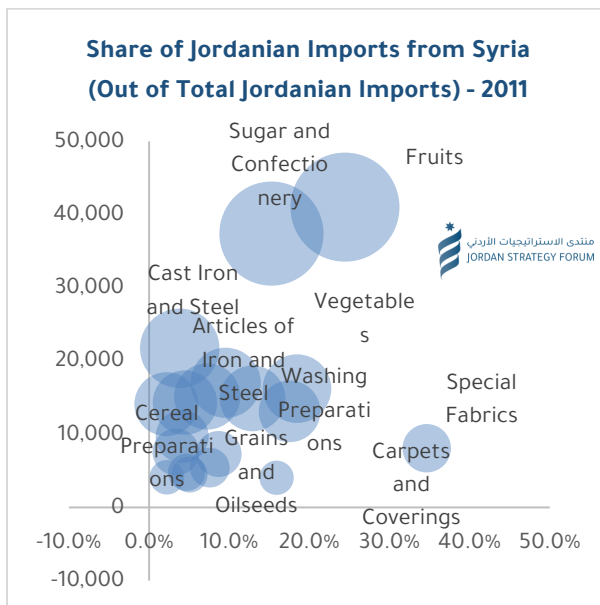 Share of Jordanian Imports from Syria
(Out of Total Jordanian Imports) - 2011
50,000
40,000
30,000
20,000
10,000
0
-10,000
-10.0%
0.0%
10.0%
20.0%
30.0%
40.0%
50.0%
Sugar and
Confectio
nery
Fruits
منتدى الاستراتيجيات الأردني
JORDAN STRATEGY FORUM
Cast Iron
and Steel
Vegetable
s
Articles of
Iron and
Steel
Washing
Preparati
ons
Special
Fabrics
Cereal
Preparati
ons
Grains
and
Oilseeds
Carpets
and
Coverings